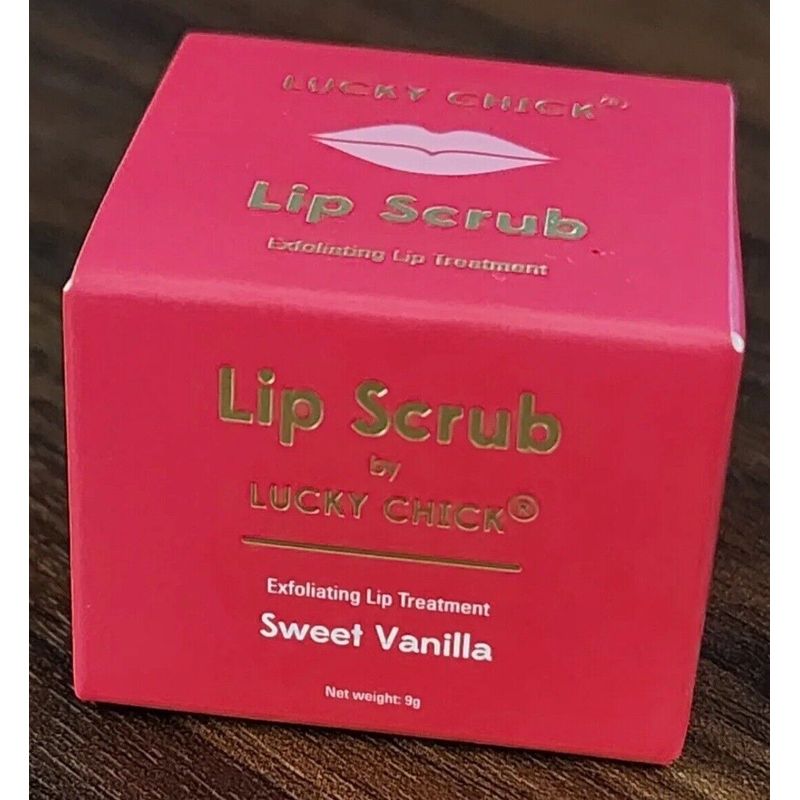 LUCKY CHICK®
Lip Scrub
Exfoliating Lip Treatment
Lip Scrub
by
LUCKY CHICK®
Exfoliating Lip Treatment
Sweet Vanilla
Net weight: 9g